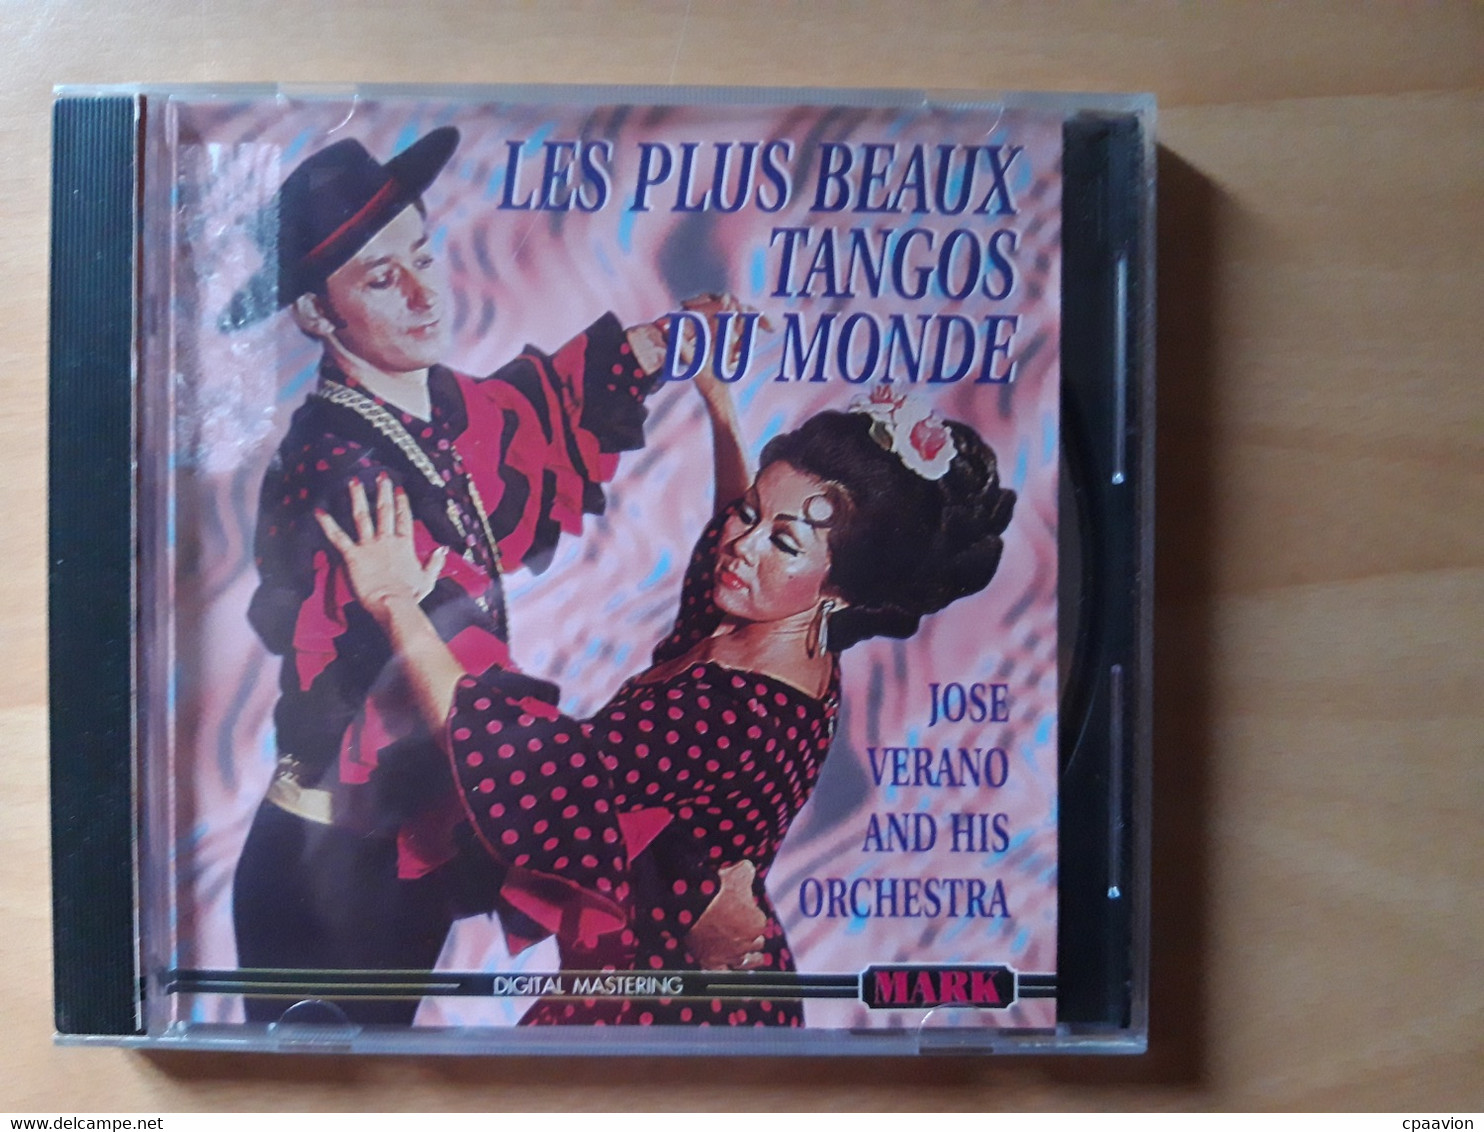 LES PLUS BEAUX
TANGOS
DU MONDE
JOSE
VERANO
AND HIS
ORCHESTRA
DIGITAL MASTERING
MARK
www.delcampe.net
cpaavion